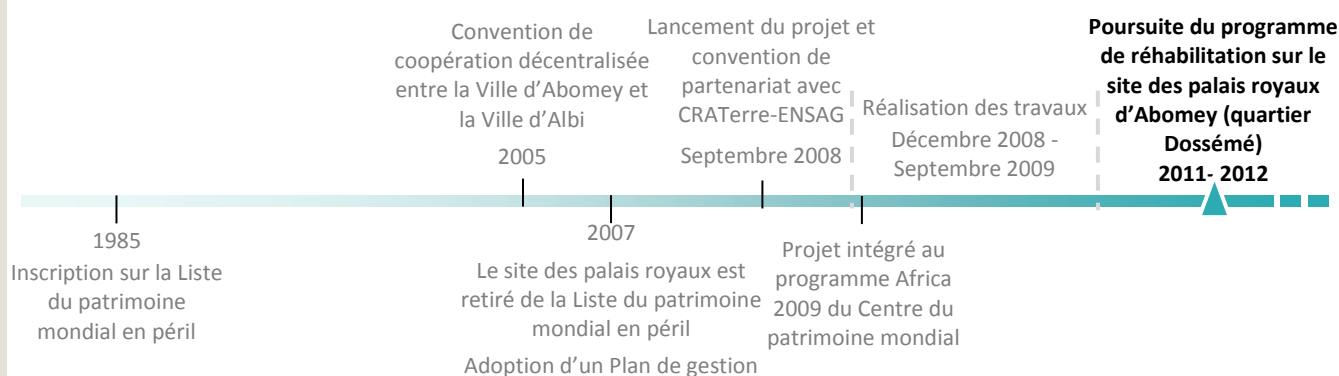 Convention de
coopération décentralisée
entre la Ville d’Abomey et
la Ville d’Albi
2005
Lancement du projet et
convention de
partenariat avec
CRATerre-ENSAG
Septembre 2008
Réalisation des travaux
Décembre 2008 -
Septembre 2009
Poursuite du programme
de réhabilitation sur le
site des palais royaux
d’Abomey (quartier
Dossémé)
2011- 2012
1985
Inscription sur la Liste
du patrimoine
mondial en péril
2007
Le site des palais royaux est
retiré de la Liste du patrimoine
mondial en péril
Adoption d’un Plan de gestion
Projet intégré au
programme Africa
2009 du Centre du
patrimoine mondial